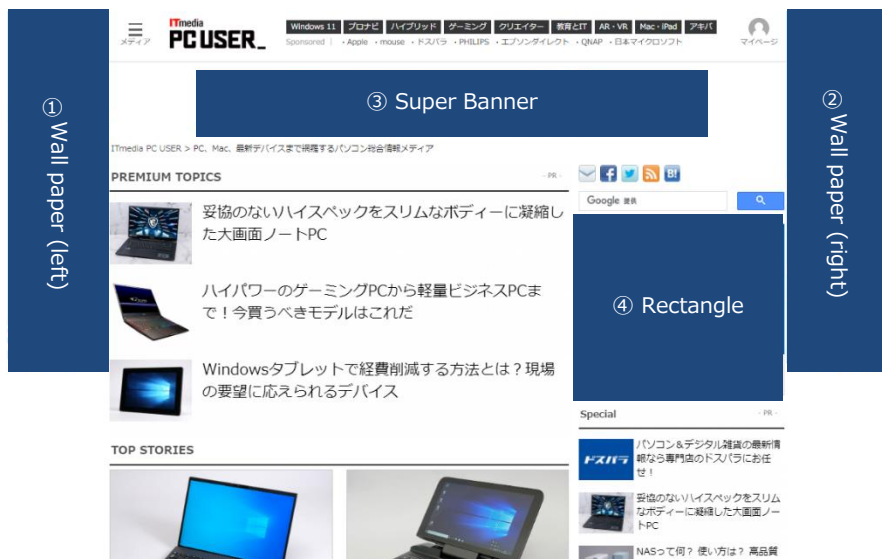 メディア
ITmedia
PC USER_
Windows 11 プロナビ ハイブリッド ゲーミング クリエイター 教育とIT AR・VR Mac・iPad アキバ
Sponsored | ・Apple ・mouse ・ドスパラ ・PHILIPS ・エプソンダイレクト ・QNAP ・日本マイクロソフト
マイページ
① Wall paper (left)
② Wall paper (right)
③ Super Banner
ITmedia PC USER > PC、Mac、最新デバイスまで網羅するパソコン総合情報メディア
PREMIUM TOPICS
- PR -
妥協のないハイスペックをスリムなボディーに凝縮し
た大画面ノートPC
ハイパワーのゲーミングPCから軽量ビジネスPCま
で！今買うべきモデルはこれだ
Windowsタブレットで経費削減する方法とは？現場
の要望に応えられるデバイス
TOP STORIES
B!
Google 提供
④ Rectangle
Special
- PR -
ドスパラ
パソコン＆デジタル雑貨の最新情
報なら専門店のドスパラにお任
せ！
妥協のないハイスペックをスリム
なボディーに凝縮した大画面ノー
トPC
NASって何？ 使い方は？ 高品質